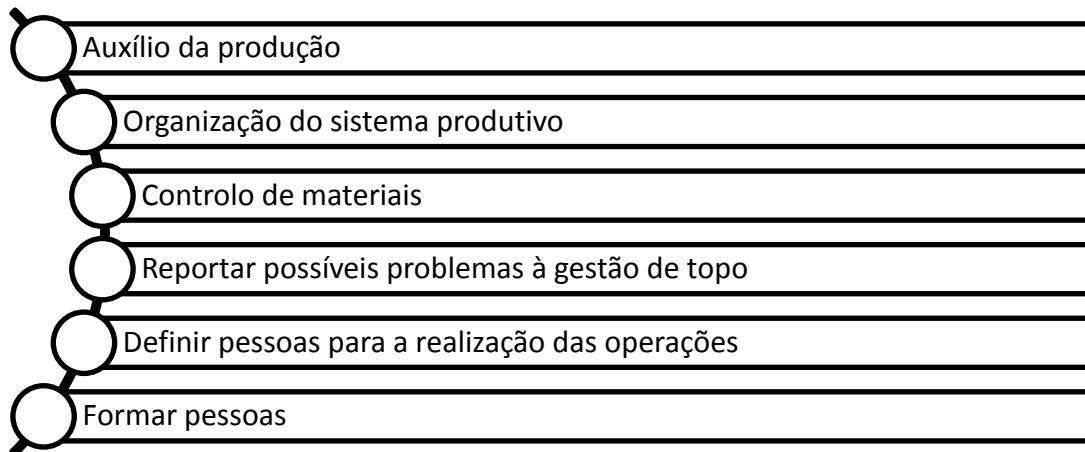 Auxílio da produção
Organização do sistema produtivo
Controlo de materiais
Reportar possíveis problemas à gestão de topo
Definir pessoas para a realização das operações
Formar pessoas